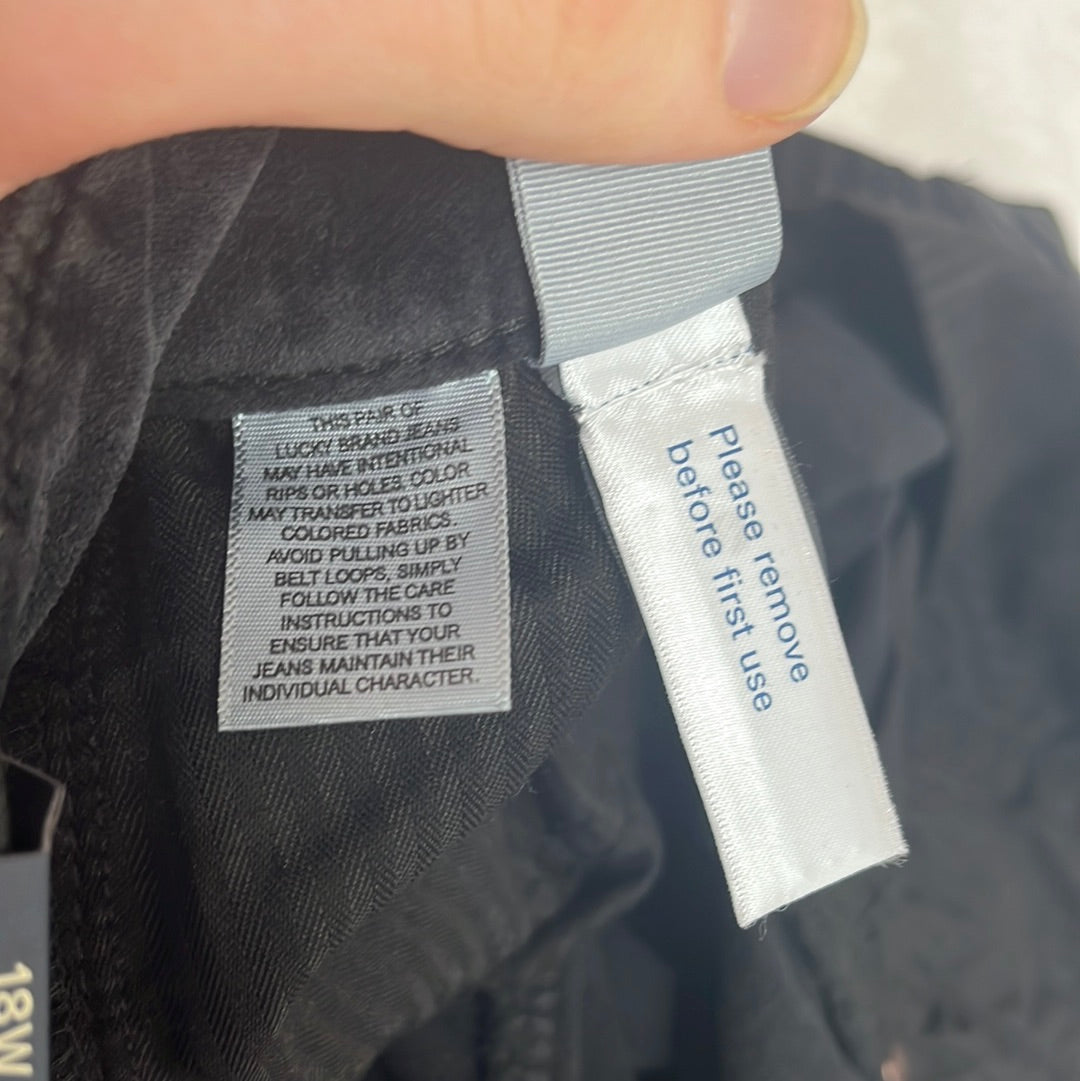 THIS PAIR OF
LUCKY BRAND JEANS
MAY HAVE INTENTIONAL
RIPS OR HOLES. COLOR
MAY TRANSFER TO LIGHTER
COLORED FABRICS.
AVOID PULLING UP BY
BELT LOOPS, SIMPLY
FOLLOW THE CARE
INSTRUCTIONS TO
ENSURE THAT YOUR
JEANS MAINTAIN THEIR
INDIVIDUAL CHARACTER.
Please remove
before first use
18W